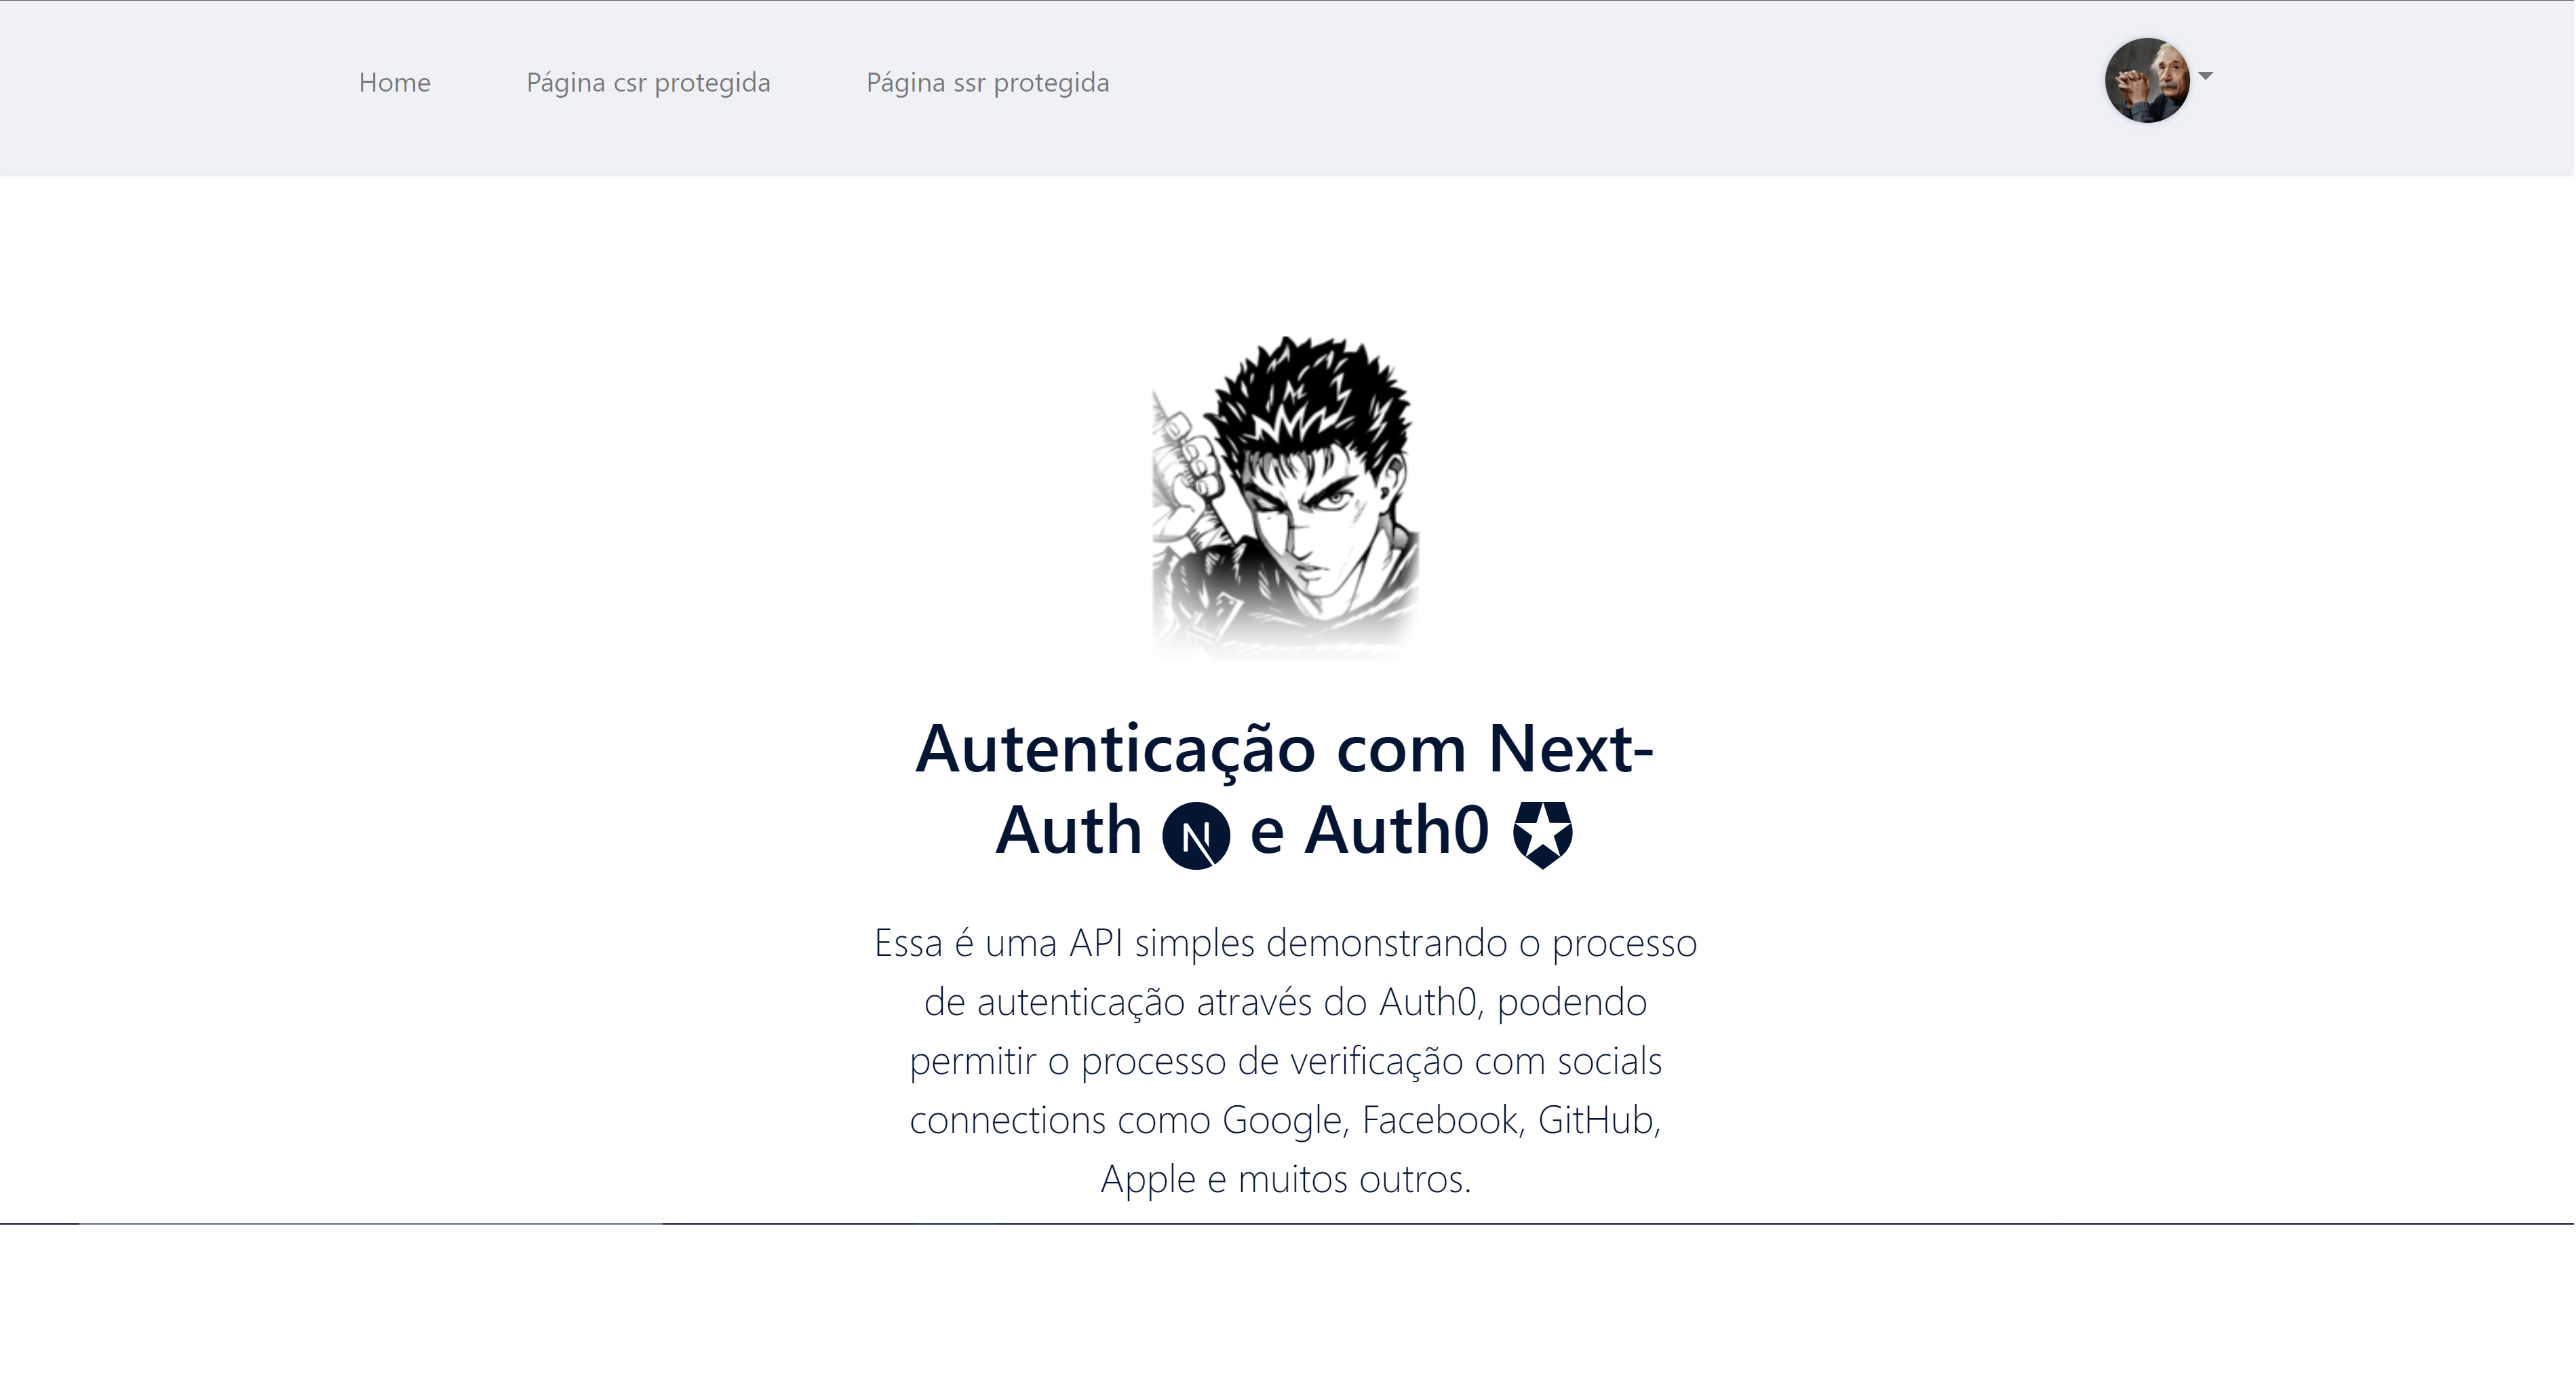 Home
Página csr protegida
Página ssr protegida
Autenticação com Next-
Auth e Auth0
Essa é uma API simples demonstrando o processo
de autenticação através do Auth0, podendo
permitir o processo de verificação com socials
connections como Google, Facebook, GitHub,
Apple e muitos outros.